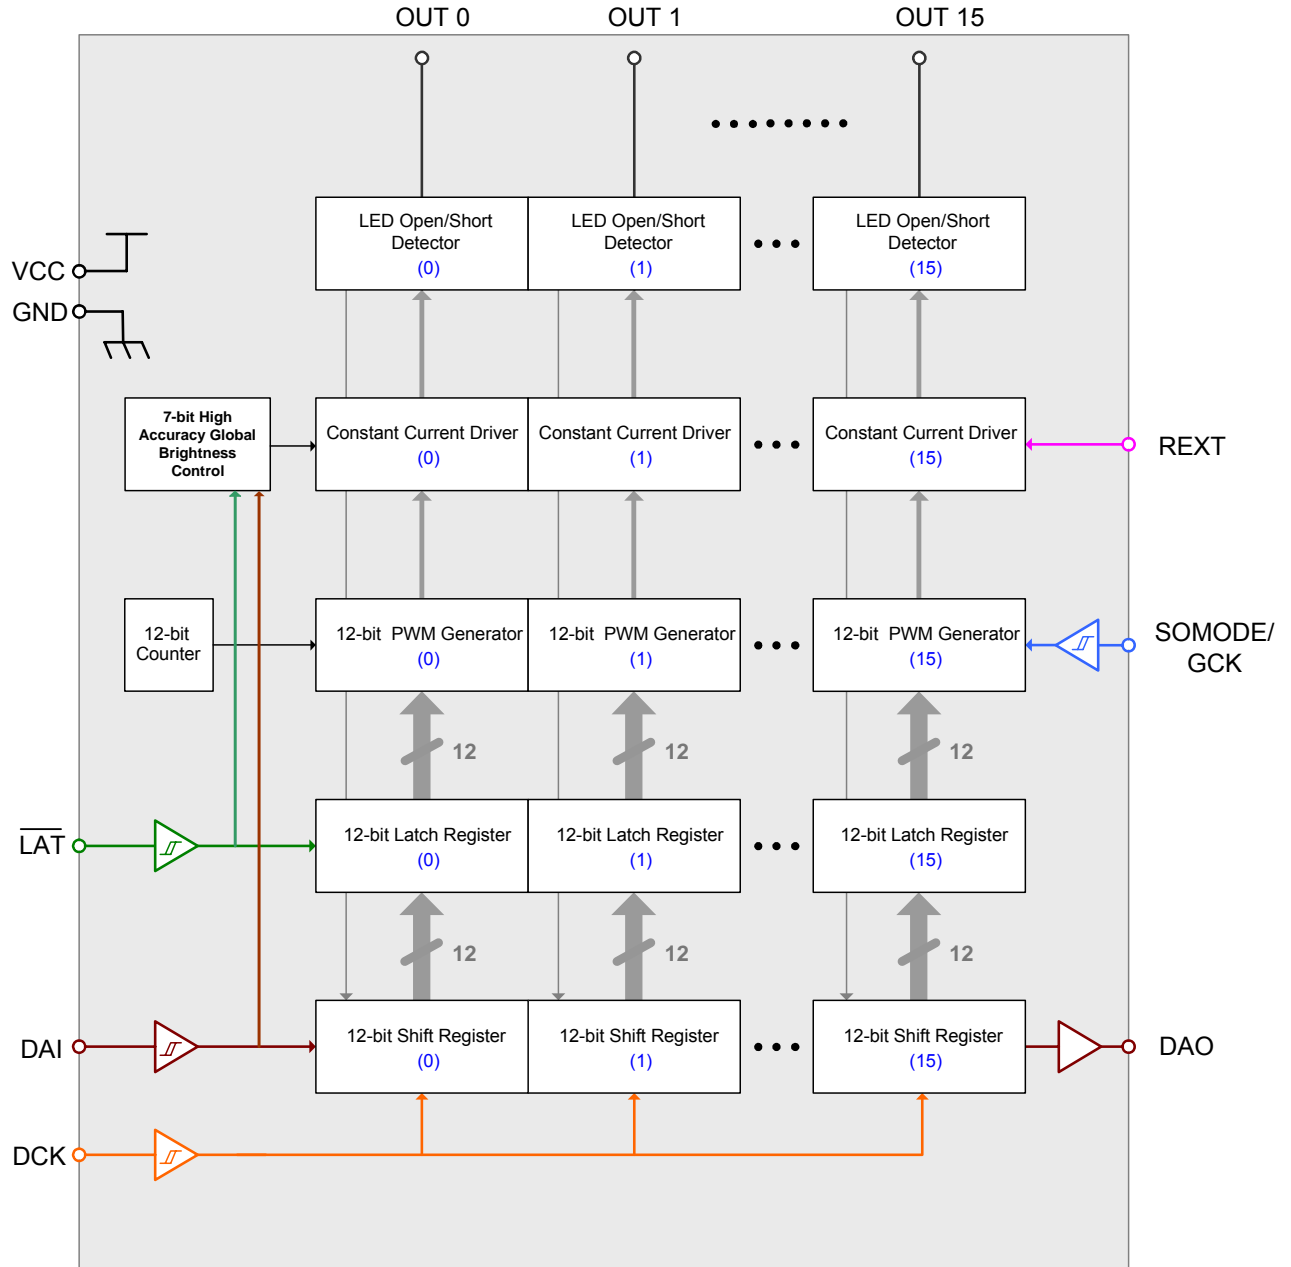 OUT 0
OUT 1
OUT 15
LED Open/Short
Detector
(0)
LED Open/Short
Detector
(1)
LED Open/Short
Detector
(15)
VCC
GND
7-bit High
Accuracy Global
Brightness
Control
Constant Current Driver
(0)
Constant Current Driver
(1)
Constant Current Driver
(15)
REXT
12-bit
Counter
12-bit PWM Generator
(0)
12-bit PWM Generator
(1)
12-bit PWM Generator
(15)
SOMODE/
GCK
12
12
12
LAT
12-bit Latch Register
(0)
12-bit Latch Register
(1)
12-bit Latch Register
(15)
12
12
12
DAI
12-bit Shift Register
(0)
12-bit Shift Register
(1)
12-bit Shift Register
(15)
DAO
DCK